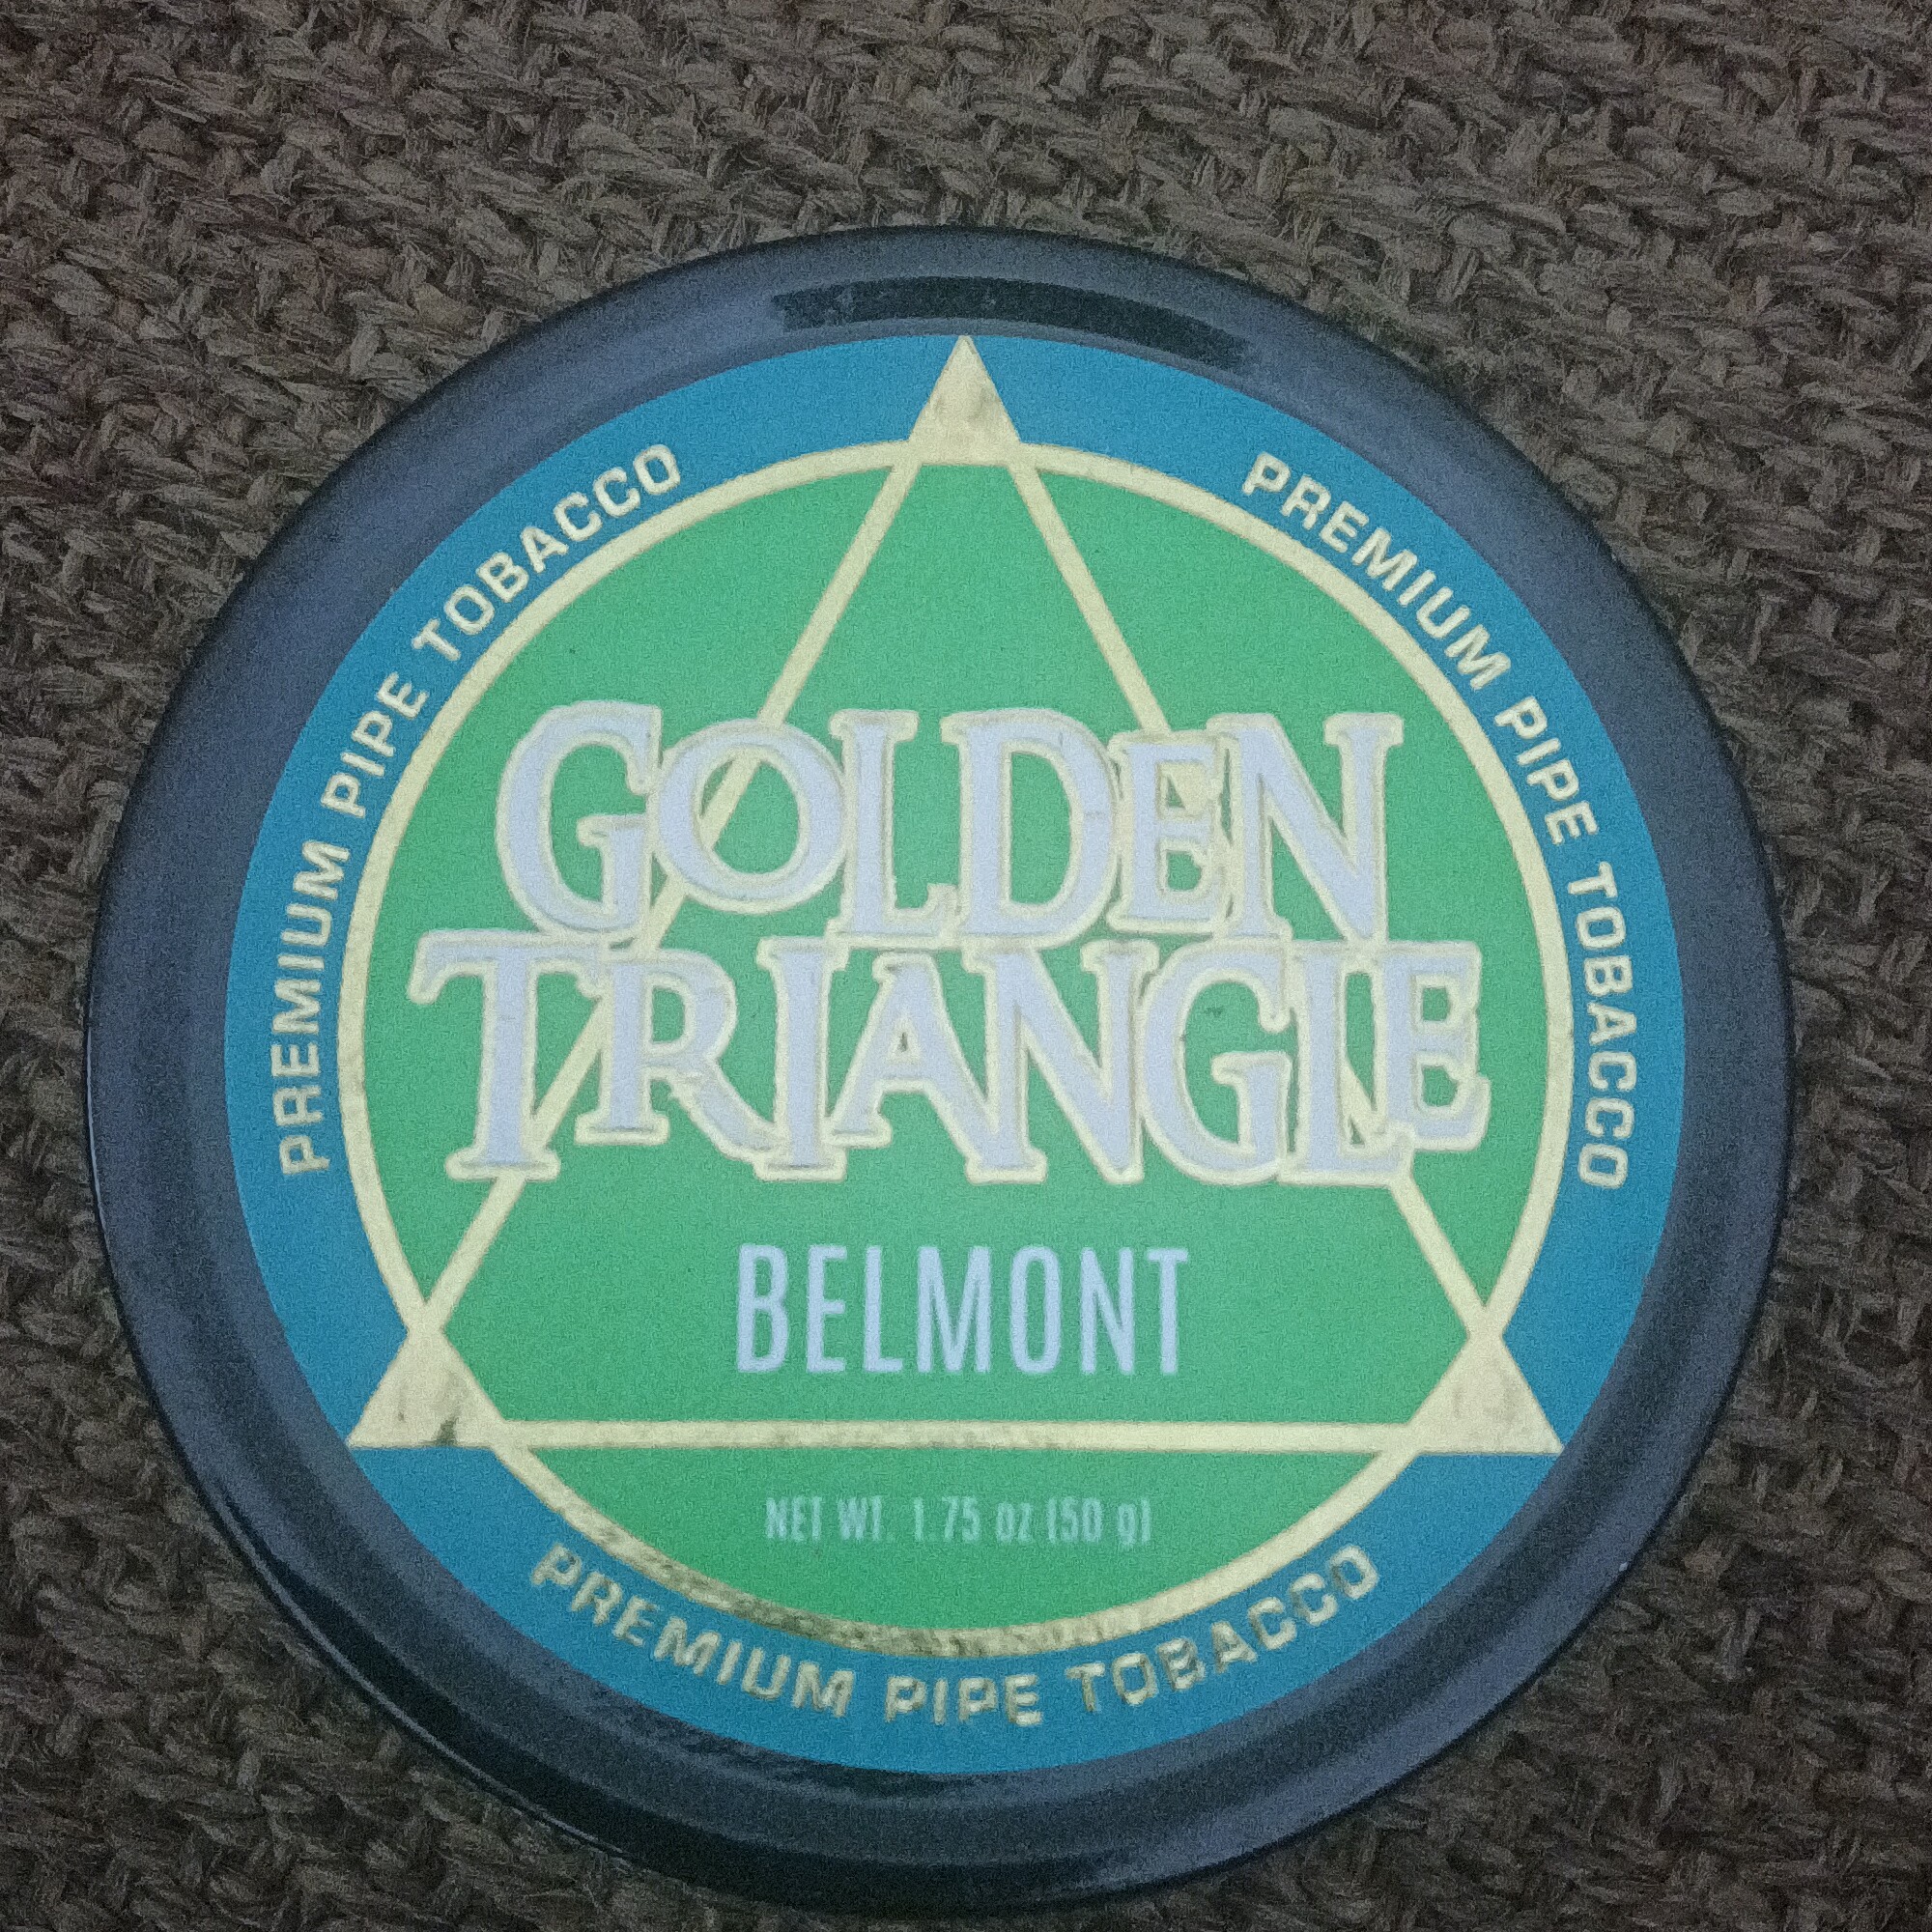 PREMIUM PIPE TOBACCO
PREMIUM PIPE TOBACCO
GOLDEN
TRIANGLE
BELMONT
NET WT. 1.75 oz (50 g)
PREMIUM PIPE TOBACCO